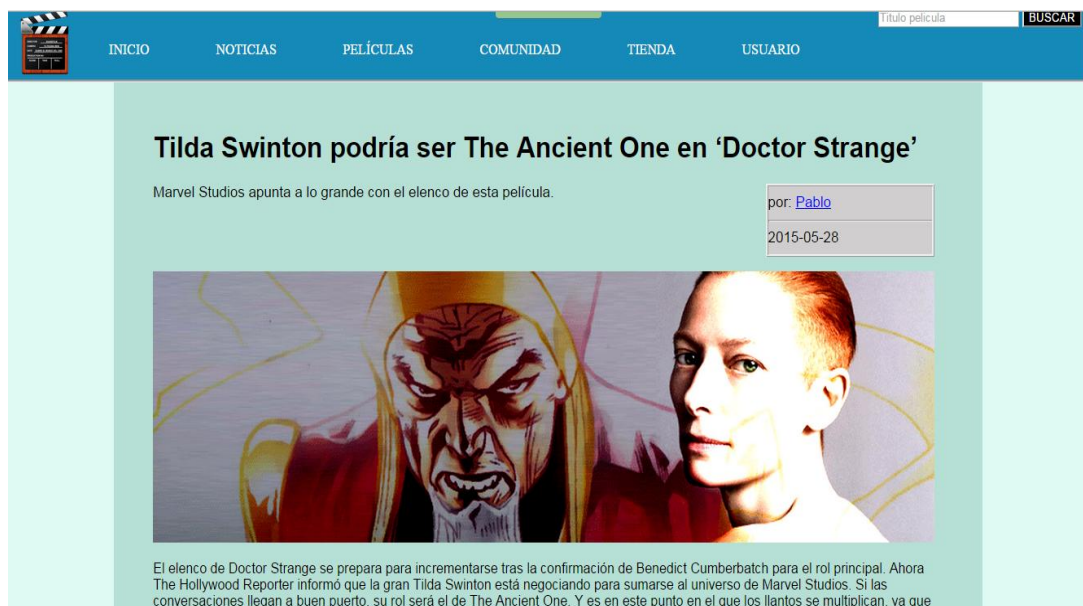 Titulo pelicula
BUSCAR
INICIO
NOTICIAS
PELÍCULAS
COMUNIDAD
TIENDA
USUARIO
Tilda Swinton podría ser The Ancient One en ‘Doctor Strange’
Marvel Studios apunta a lo grande con el elenco de esta película.
por: Pablo
2015-05-28
El elenco de Doctor Strange se prepara para incrementarse tras la confirmación de Benedict Cumberbatch para el rol principal. Ahora
The Hollywood Reporter informó que la gran Tilda Swinton está negociando para sumarse al universo de Marvel Studios. Si las
conversaciones llegan a buen puerto, su rol será el de The Ancient One. Y es en este punto en el que los llantos se multiplican, ya que